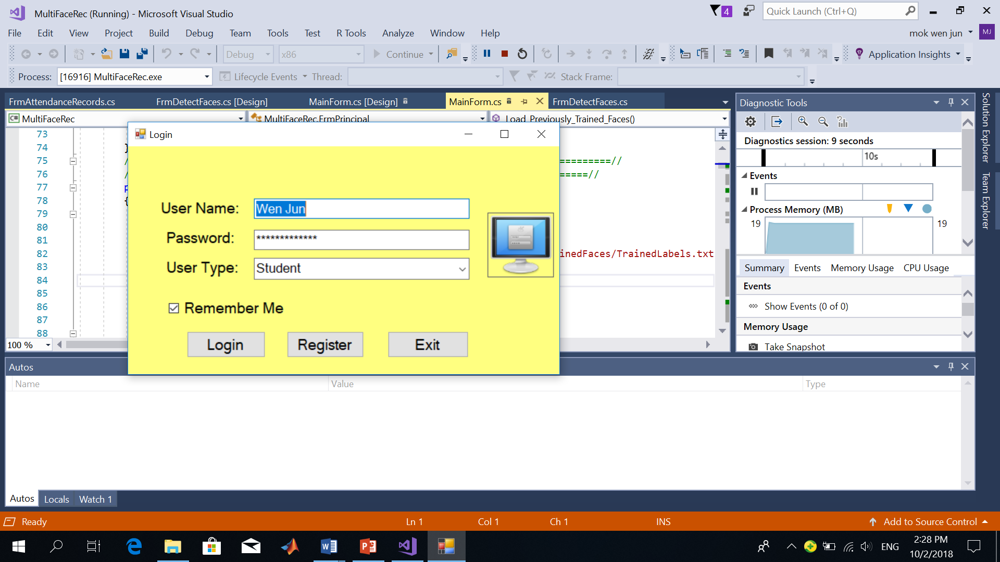 MultiFaceRec (Running) - Microsoft Visual Studio
4
Quick Launch (Ctrl+Q)
File Edit View Project Build Debug Team Tools Test R Tools Analyze Window Help
mok wen jun
MJ
Debug x86 Continue Application Insights
Process: [16916] MultiFaceRec.exe Lifecycle Events Thread: Stack Frame:
FrmAttendanceRecords.cs FrmDetectFaces.cs [Design] MainForm.cs [Design] MainForm.cs FrmDetectFaces.cs
C# MultiFaceRec MultiFaceRec.FrmPrincipal Load_Previously_Trained_Faces()
73
74 }
75 / =========//
76 / =====//
77 p
78 {
79
80
81
82 inedFaces/TrainedLabels.txt
83
84
85
86
87
88
100 %
Login
User Name: Wen Jun
Password: *************
User Type: Student
Remember Me
Login Register Exit
Diagnostic Tools
Diagnostics session: 9 seconds
10s
Events
Process Memory (MB)
19 19
Summary Events Memory Usage CPU Usage
Events
Show Events (0 of 0)
Memory Usage
Take Snapshot
Solution Explorer
Team Explorer
Autos
Name Value Type
Autos Locals Watch 1
Ready Ln 1 Col 1 Ch 1 INS Add to Source Control
ENG
2:28 PM
10/2/2018